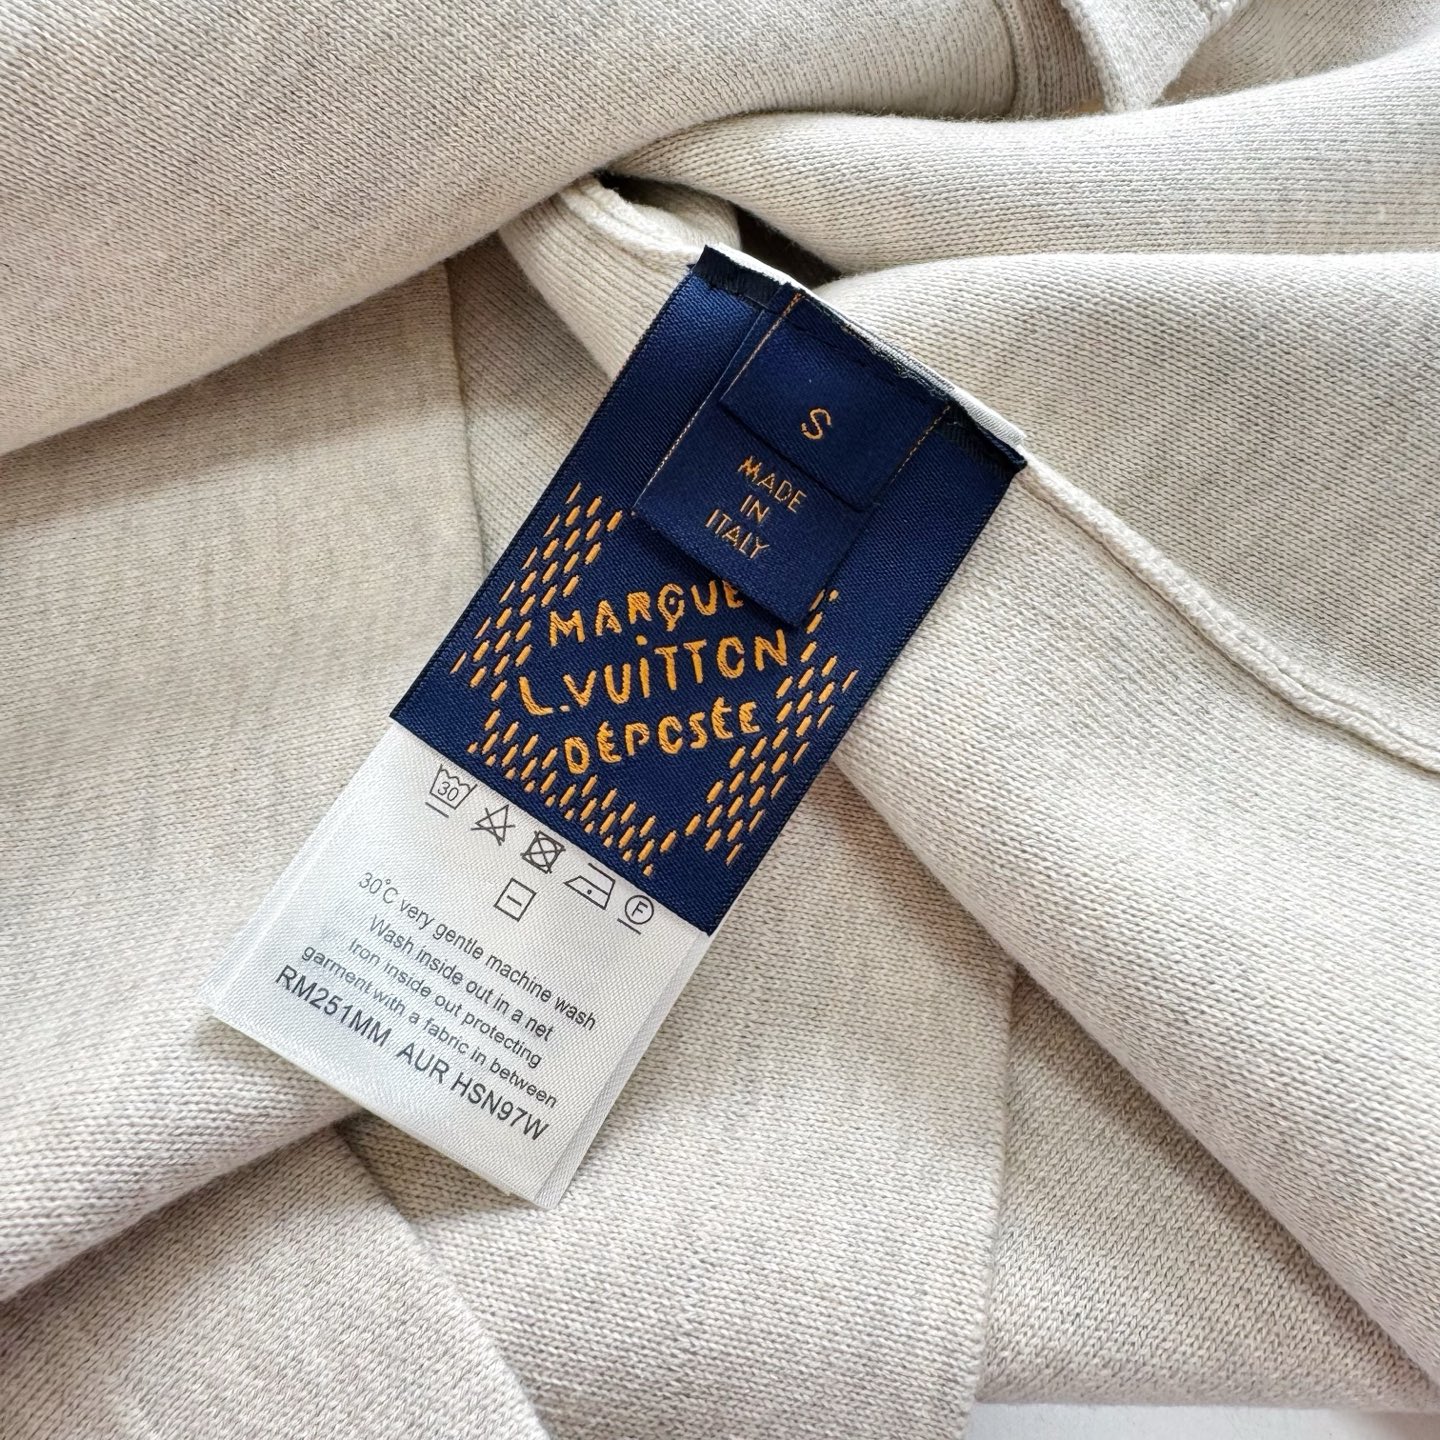 S
MADE
IN
ITALY
MARQUE
L.VUITTON
DÉPOSÉE
30
F
30°C very gentle machine wash
Wash inside out in a net
Iron inside out protecting
garment with a fabric in between
RM251MM AUR HSN97W